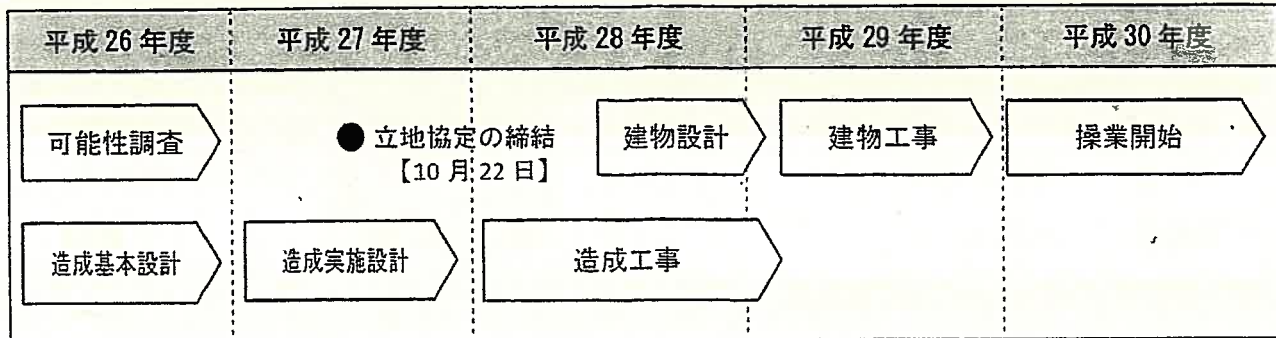 平成 26 年度 平成 27 年度 平成 28 年度 平成 29 年度 平成 30 年度
可能性調査 ●立地協定の締結 建物設計 建物工事 操業開始
【10 月 22 日】
造成基本設計 造成実施設計 造成工事